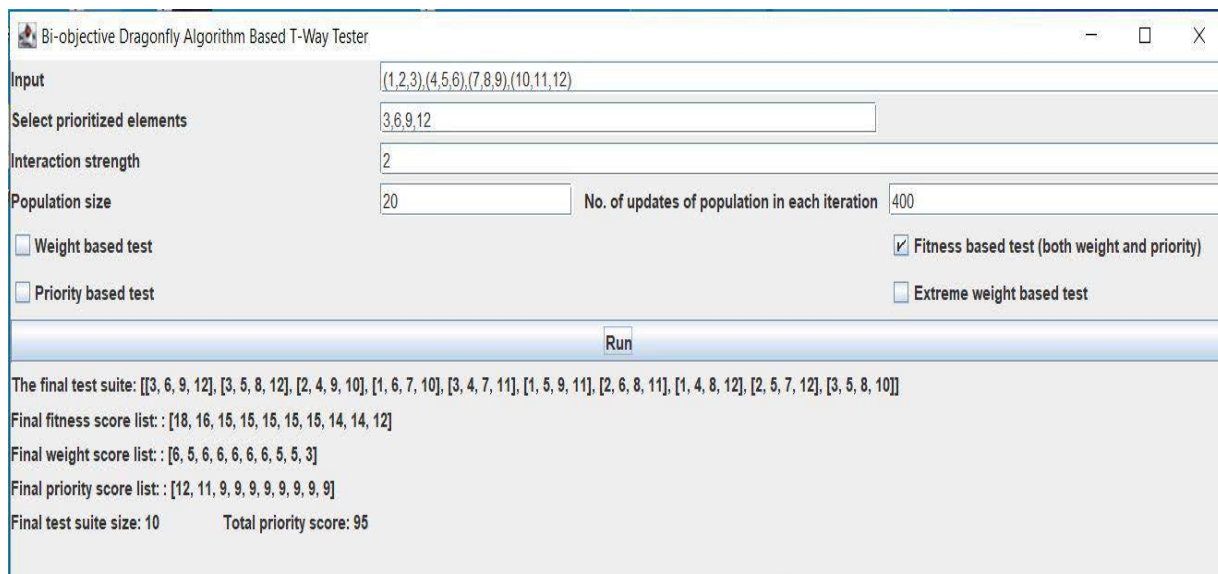 Bi-objective Dragonfly Algorithm Based T-Way Tester
Input (1,2,3),(4,5,6),(7,8,9),(10,11,12)
Select prioritized elements 3,6,9,12
Interaction strength 2
Population size 20 No. of updates of population in each iteration 400
Weight based test Fitness based test (both weight and priority)
Priority based test Extreme weight based test
Run
The final test suite: [[3, 6, 9, 12], [3, 5, 8, 12], [2, 4, 9, 10], [1, 6, 7, 10], [3, 4, 7, 11], [1, 5, 9, 11], [2, 6, 8, 11], [1, 4, 8, 12], [2, 5, 7, 12], [3, 5, 8, 10]]
Final fitness score list: : [18, 16, 15, 15, 15, 15, 15, 14, 14, 12]
Final weight score list: : [6, 5, 6, 6, 6, 6, 6, 5, 5, 3]
Final priority score list: : [12, 11, 9, 9, 9, 9, 9, 9, 9, 9]
Final test suite size: 10 Total priority score: 95